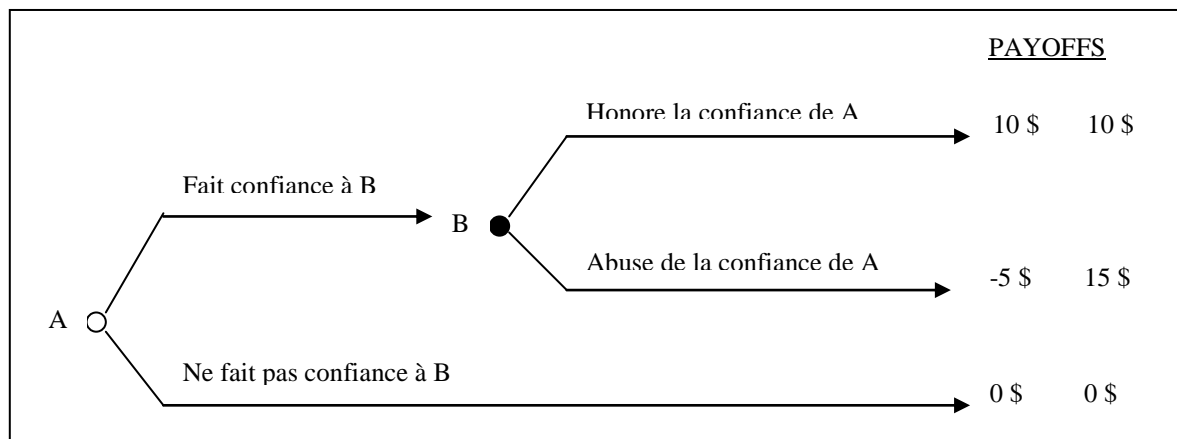 PAYOFFS
Honore la confiance de A
10 $ 10 $
Fait confiance à B
B
Abuse de la confiance de A
-5 $ 15 $
A
Ne fait pas confiance à B
0 $ 0 $